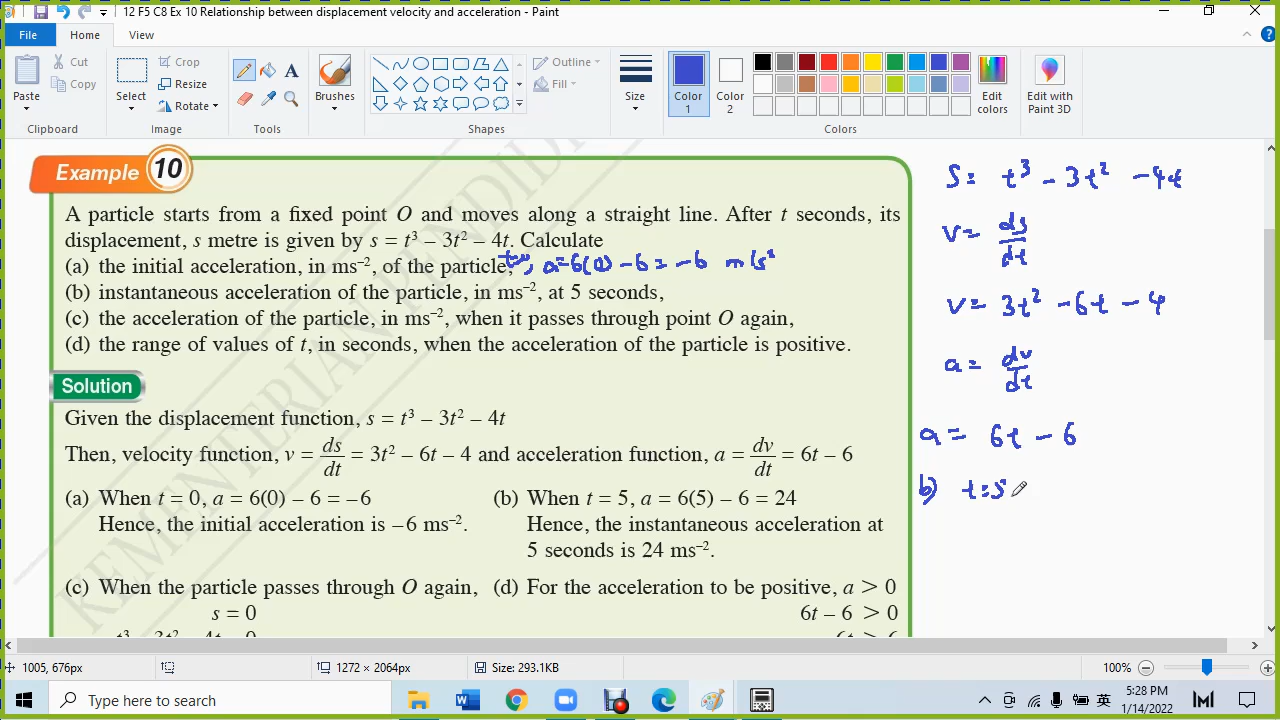 12 F5 C8 Ex 10 Relationship between displacement velocity and acceleration - Paint
File Home View
Paste
Cut
Copy
Clipboard
Select
Crop
Resize
Rotate
Image
Tools
Brushes
Shapes
Outline
Fill
Size
Color 1
Color 2
Colors
Edit colors
Edit with Paint 3D
Example 10
A particle starts from a fixed point O and moves along a straight line. After t seconds, its
displacement, s metre is given by s = t³ – 3t² – 4t. Calculate
(a) the initial acceleration, in ms⁻², of the particle, t=0, a=6(0) -6 = -6 m/s²
(b) instantaneous acceleration of the particle, in ms⁻², at 5 seconds,
(c) the acceleration of the particle, in ms⁻², when it passes through point O again,
(d) the range of values of t, in seconds, when the acceleration of the particle is positive.
Solution
Given the displacement function, s = t³ – 3t² – 4t
Then, velocity function, v = ds/dt = 3t² – 6t – 4 and acceleration function, a = dv/dt = 6t – 6
(a) When t = 0, a = 6(0) – 6 = –6
Hence, the initial acceleration is –6 ms⁻².
(b) When t = 5, a = 6(5) – 6 = 24
Hence, the instantaneous acceleration at
5 seconds is 24 ms⁻².
(c) When the particle passes through O again,
s = 0
(d) For the acceleration to be positive, a > 0
6t – 6 > 0
KEMENTERIAN PENDIDI
S= t³ - 3t² - 4t
v= ds/dt
v= 3t² - 6t - 4
a= dv/dt
a= 6t - 6
b) t=5
1005, 676px
1272 × 2064px
Size: 293.1KB
100%
Type here to search
英
5:28 PM
1/14/2022